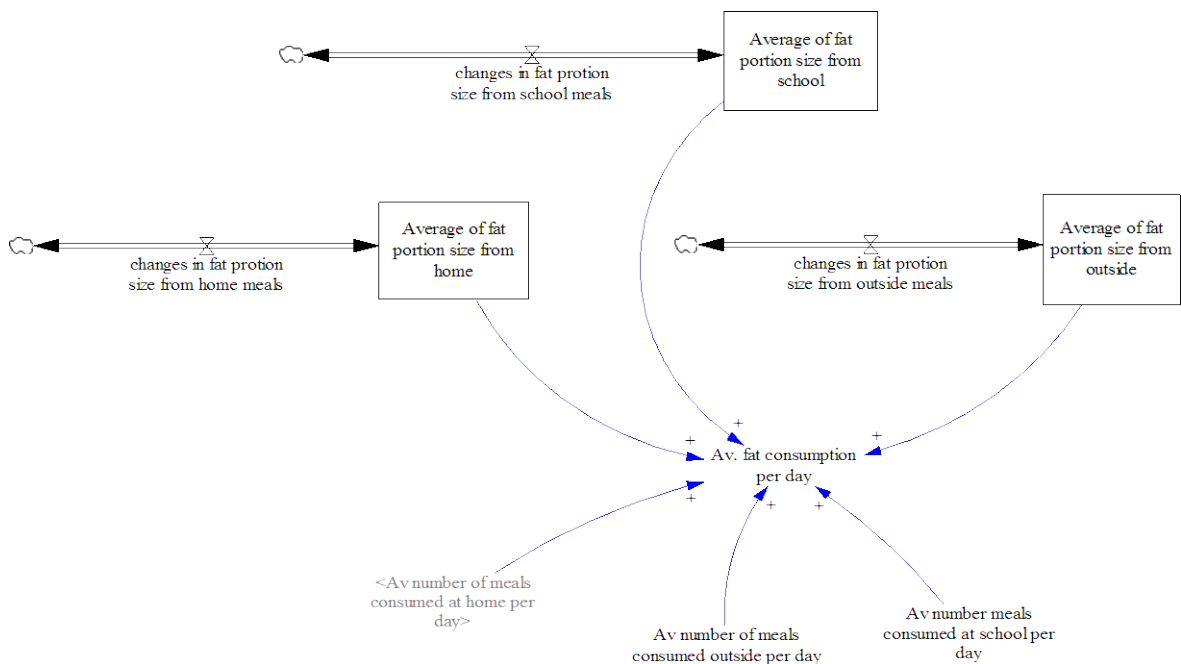 Average of fat
portion size from
school
changes in fat protion
size from school meals
Average of fat
portion size from
home
changes in fat protion
size from home meals
Average of fat
portion size from
outside
changes in fat protion
size from outside meals
+
+
+
Av. fat consumption
per day
+
+
+
<Av number of meals
consumed at home per
day>
Av number of meals
consumed outside per day
Av number meals
consumed at school per
day